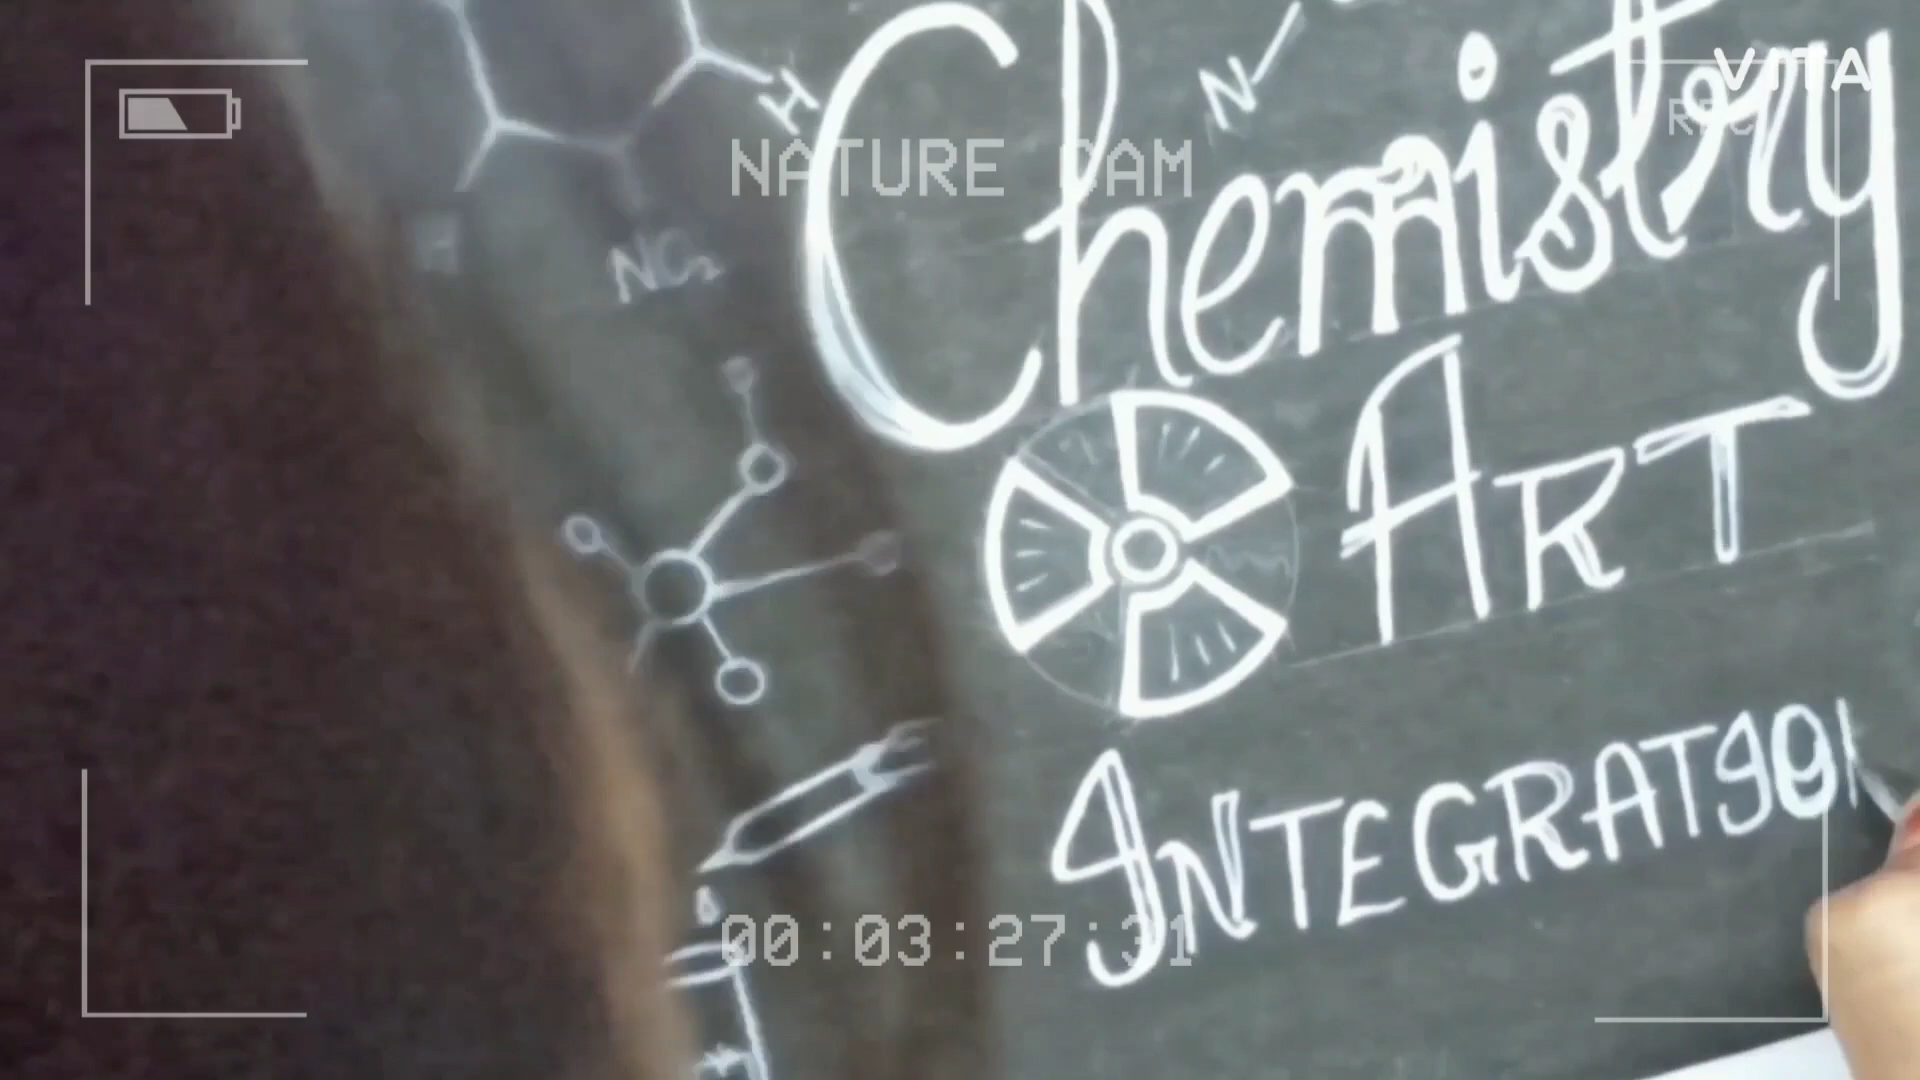 VITA
REC
H
N
NATURE CAM
Chemistry
NO₂
ART
INTEGRATION
00:03:27:31